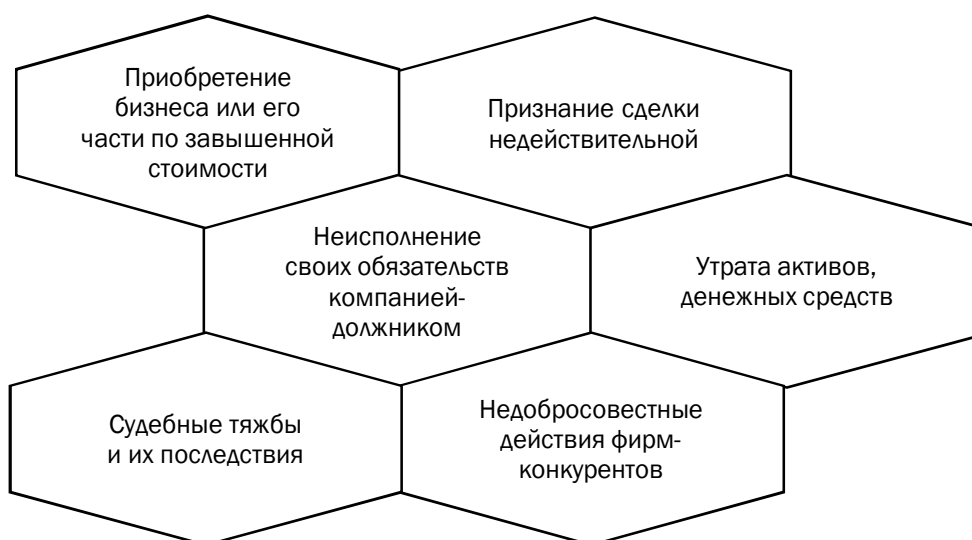 Приобретение
бизнеса или его
части по завышенной
стоимости
Признание сделки
недействительной
Неисполнение
своих обязательств
компанией-
должником
Утрата активов,
денежных средств
Судебные тяжбы
и их последствия
Недобросовестные
действия фирм-
конкурентов